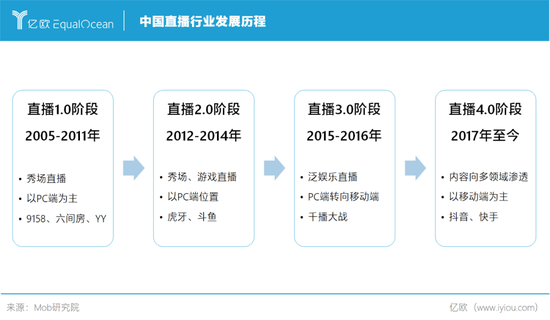 亿欧 EqualOcean
中国直播行业发展历程
直播1.0阶段
2005-2011年
• 秀场直播
• 以PC端为主
• 9158、六间房、YY
直播2.0阶段
2012-2014年
• 秀场、游戏直播
• 以PC端位置
• 虎牙、斗鱼
直播3.0阶段
2015-2016年
• 泛娱乐直播
• PC端转向移动端
• 千播大战
直播4.0阶段
2017年至今
• 内容向多领域渗透
• 以移动端为主
• 抖音、快手
来源：Mob研究院
亿欧（www.iyiou.com）